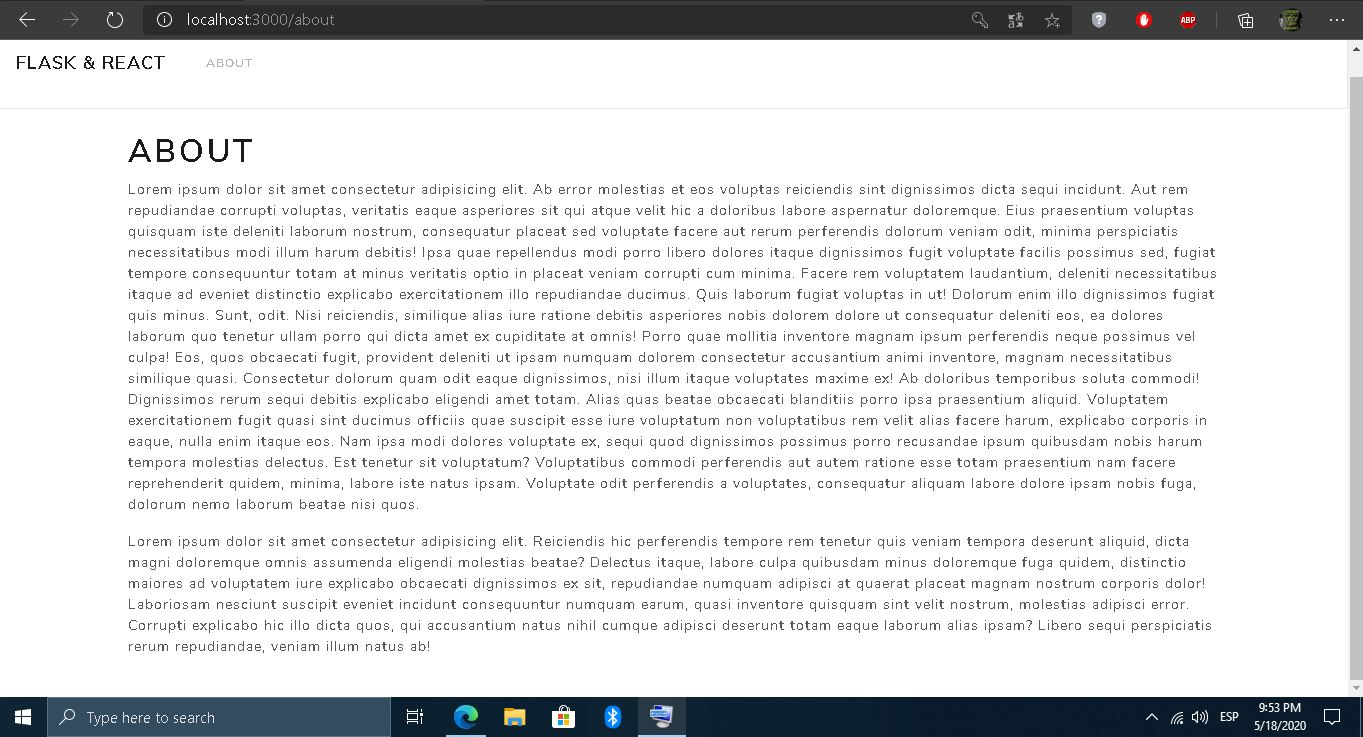 localhost:3000/about
ABP
FLASK & REACT
ABOUT
ABOUT
Lorem ipsum dolor sit amet consectetur adipisicing elit. Ab error molestias et eos voluptas reiciendis sint dignissimos dicta sequi incidunt. Aut rem
repudiandae corrupti voluptas, veritatis eaque asperiores sit qui atque velit hic a doloribus labore aspernatur doloremque. Eius praesentium voluptas
quisquam iste deleniti laborum nostrum, consequatur placeat sed voluptate facere aut rerum perferendis dolorum veniam odit, minima perspiciatis
necessitatibus modi illum harum debitis! Ipsa quae repellendus modi porro libero dolores itaque dignissimos fugit voluptate facilis possimus sed, fugiat
tempore consequuntur totam at minus veritatis optio in placeat veniam corrupti cum minima. Facere rem voluptatem laudantium, deleniti necessitatibus
itaque ad eveniet distinctio explicabo exercitationem illo repudiandae ducimus. Quis laborum fugiat voluptas in ut! Dolorum enim illo dignissimos fugiat
quis minus. Sunt, odit. Nisi reiciendis, similique alias iure ratione debitis asperiores nobis dolorem dolore ut consequatur deleniti eos, ea dolores
laborum quo tenetur ullam porro qui dicta amet ex cupiditate at omnis! Porro quae mollitia inventore magnam ipsum perferendis neque possimus vel
culpa! Eos, quos obcaecati fugit, provident deleniti ut ipsam numquam dolorem consectetur accusantium animi inventore, magnam necessitatibus
similique quasi. Consectetur dolorum quam odit eaque dignissimos, nisi illum itaque voluptates maxime ex! Ab doloribus temporibus soluta commodi!
Dignissimos rerum sequi debitis explicabo eligendi amet totam. Alias quas beatae obcaecati blanditiis porro ipsa praesentium aliquid. Voluptatem
exercitationem fugit quasi sint ducimus officiis quae suscipit esse iure voluptatum non voluptatibus rem velit alias facere harum, explicabo corporis in
eaque, nulla enim itaque eos. Nam ipsa modi dolores voluptate ex, sequi quod dignissimos possimus porro recusandae ipsum quibusdam nobis harum
tempora molestias delectus. Est tenetur sit voluptatum? Voluptatibus commodi perferendis aut autem ratione esse totam praesentium nam facere
reprehenderit quidem, minima, labore iste natus ipsam. Voluptate odit perferendis a voluptates, consequatur aliquam labore dolore ipsam nobis fuga,
dolorum nemo laborum beatae nisi quos.
Lorem ipsum dolor sit amet consectetur adipisicing elit. Reiciendis hic perferendis tempore rem tenetur quis veniam tempora deserunt aliquid, dicta
magni doloremque omnis assumenda eligendi molestias beatae? Delectus itaque, labore culpa quibusdam minus doloremque fuga quidem, distinctio
maiores ad voluptatem iure explicabo obcaecati dignissimos ex sit, repudiandae numquam adipisci at quaerat placeat magnam nostrum corporis dolor!
Laboriosam nesciunt suscipit eveniet incidunt consequuntur numquam earum, quasi inventore quisquam sint velit nostrum, molestias adipisci error.
Corrupti explicabo hic illo dicta quos, qui accusantium natus nihil cumque adipisci deserunt totam eaque laborum alias ipsam? Libero sequi perspiciatis
rerum repudiandae, veniam illum natus ab!
Type here to search
ESP
9:53 PM
5/18/2020